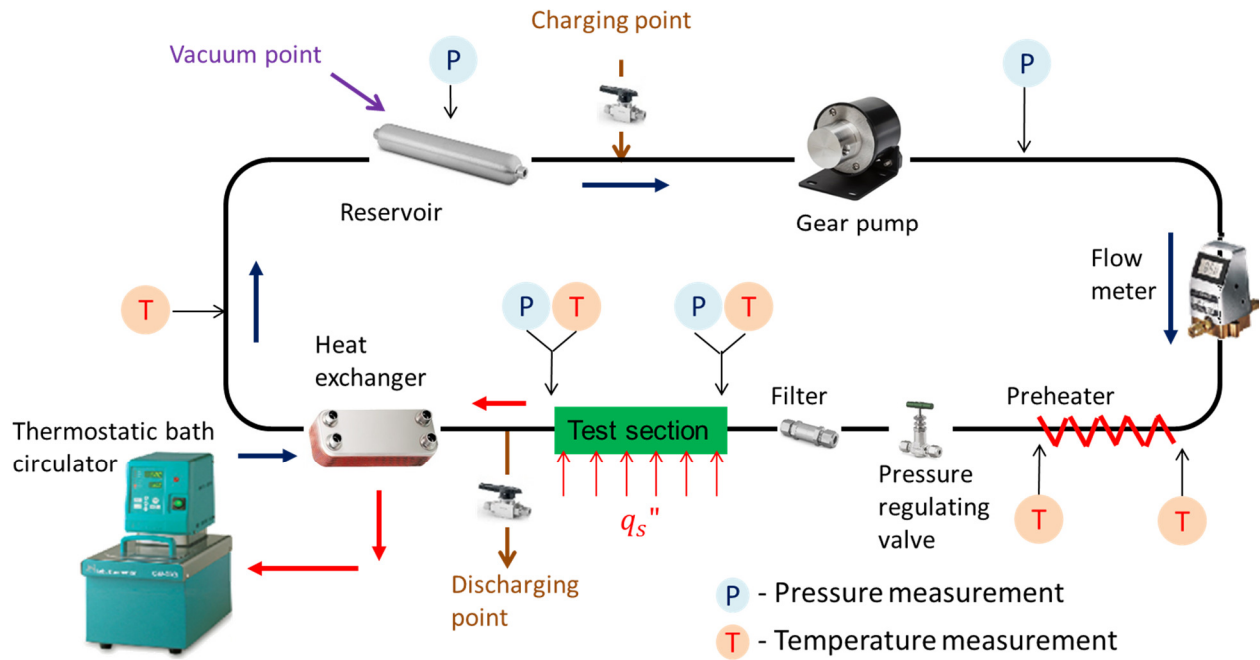 Charging point
Vacuum point
P
P
Reservoir
Gear pump
Flow
meter
T
P
T
P
T
Heat
exchanger
Filter
Preheater
Test section
Thermostatic bath
circulator
Pressure
regulating
valve
qₛ"
T
T
Discharging
point
P - Pressure measurement
T - Temperature measurement